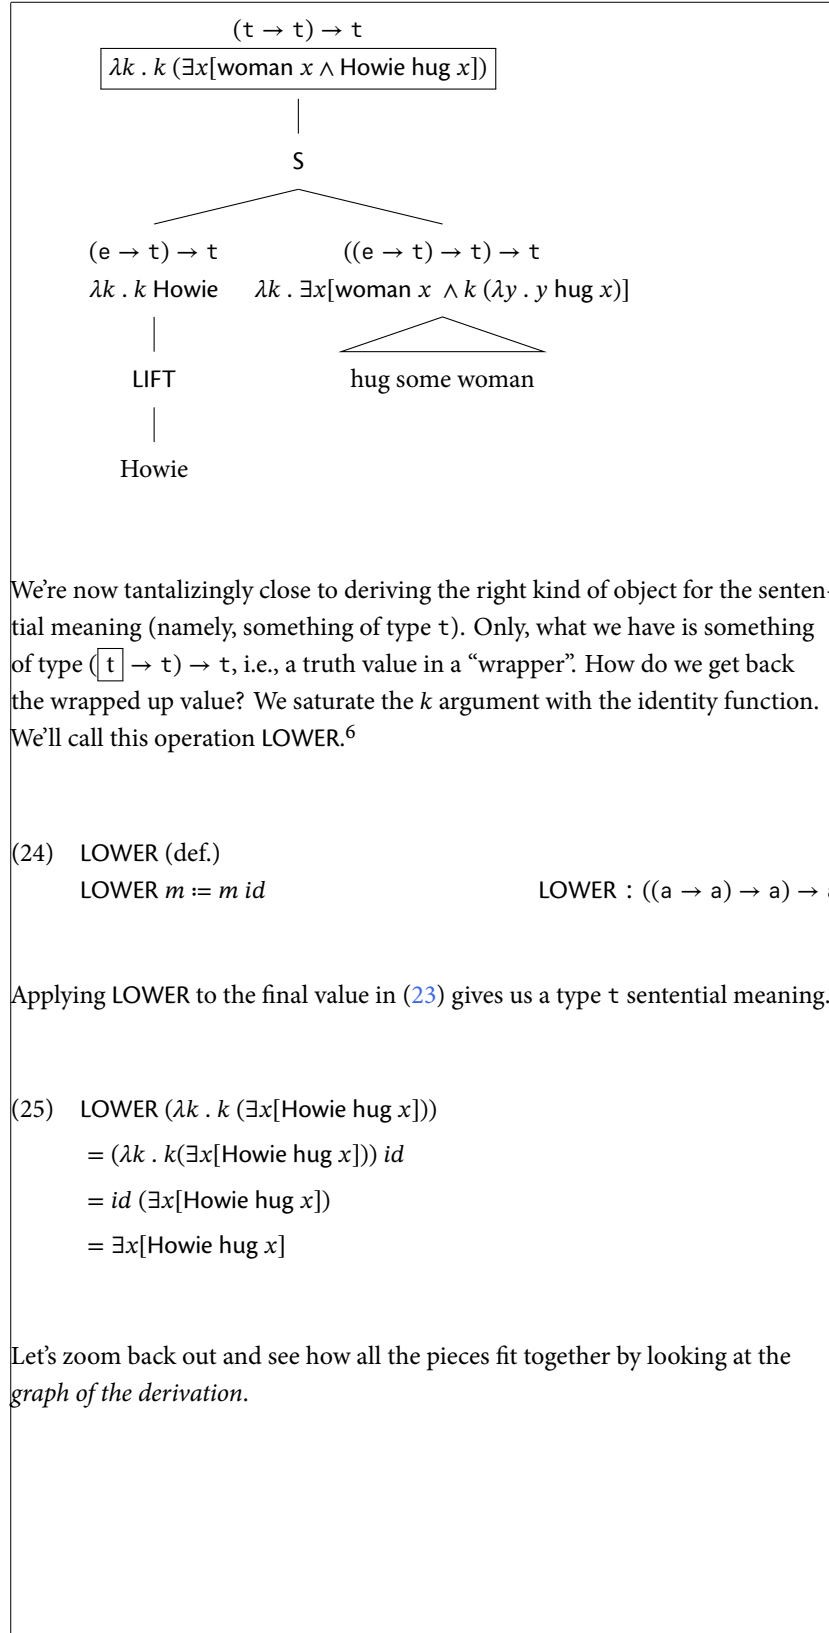 (t → t) → t
λk . k (∃x[woman x ∧ Howie hug x])
S
(e → t) → t ((e → t) → t) → t
λk . k Howie λk . ∃x[woman x ∧ k (λy . y hug x)]
LIFT hug some woman
Howie
We’re now tantalizingly close to deriving the right kind of object for the senten-
tial meaning (namely, something of type t). Only, what we have is something
of type (t → t) → t, i.e., a truth value in a “wrapper”. How do we get back
the wrapped up value? We saturate the k argument with the identity function.
We’ll call this operation LOWER.⁶
(24) LOWER (def.)
LOWER m ≔ m id LOWER : ((a → a) → a) →
Applying LOWER to the final value in (23) gives us a type t sentential meaning.
(25) LOWER (λk . k (∃x[Howie hug x]))
= (λk . k(∃x[Howie hug x])) id
= id (∃x[Howie hug x])
= ∃x[Howie hug x]
Let’s zoom back out and see how all the pieces fit together by looking at the
graph of the derivation.